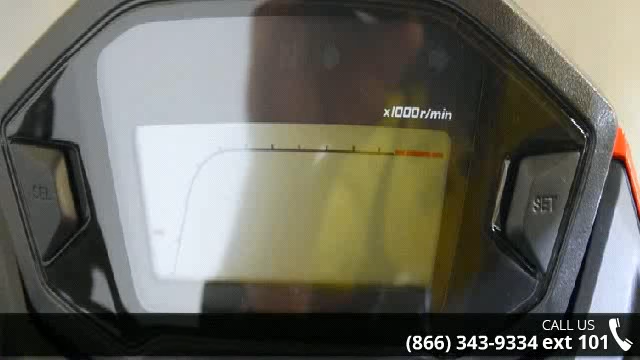 x1000r/min
SEL
SET
CALL US
(866) 343-9334 ext 101